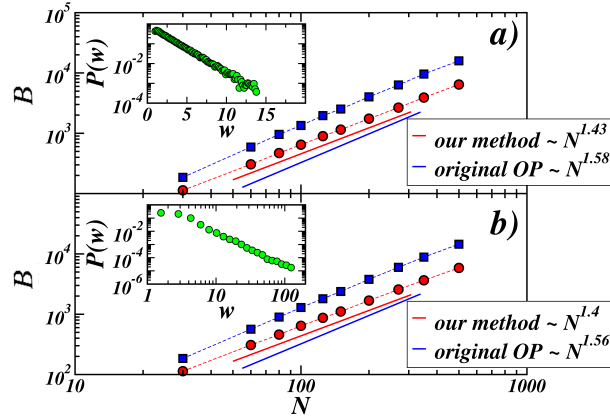 10^5
10^4
10^3
B
a)
10^-2
10^-4
P(w)
0 5 10 15
w
our method ~ N^1.43
original OP ~ N^1.58
b)
10^4
10^3
10^2
B
10^-2
10^-4
10^-6
P(w)
1 10 100
w
our method ~ N^1.4
original OP ~ N^1.56
10 100 1000
N